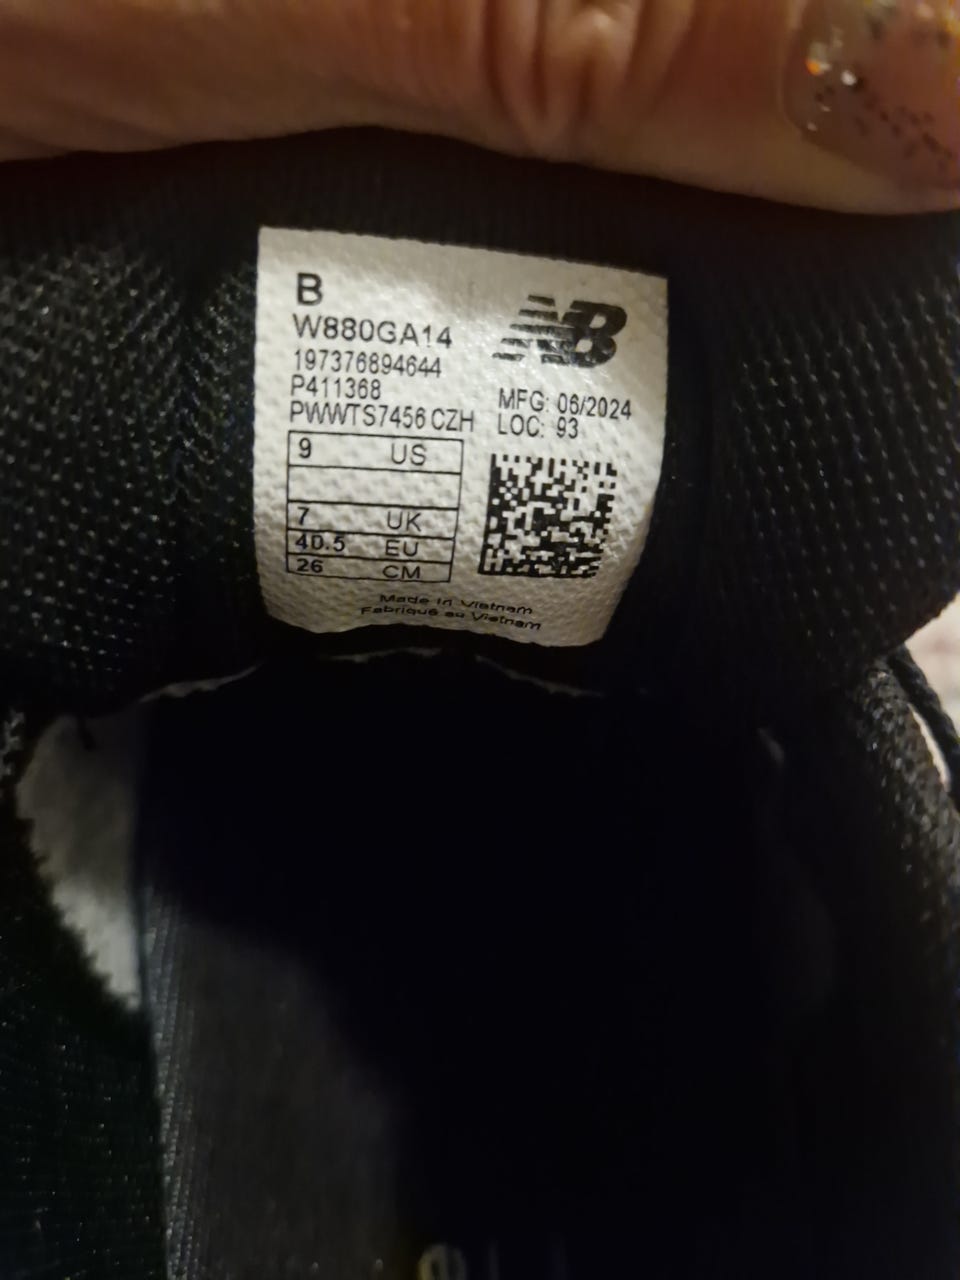 B
W880GA14
197376894644
P411368
PWWTS7456 CZH
NB
MFG: 06/2024
LOC: 93
9 US
7 UK
40.5 EU
26 CM
Made in Vietnam
Fabriqué au Vietnam